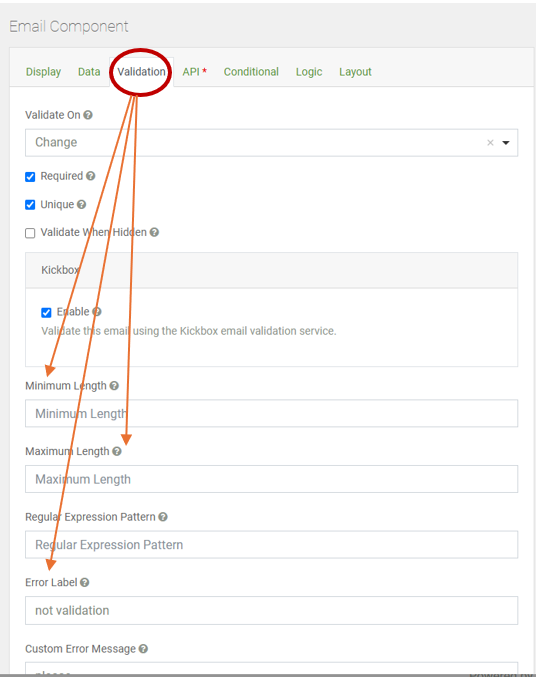 Email Component
Display Data Validation API * Conditional Logic Layout
Validate On
Change
Required
Unique
Validate When Hidden
Kickbox
Enable
Validate this email using the Kickbox email validation service.
Minimum Length
Minimum Length
Maximum Length
Maximum Length
Regular Expression Pattern
Regular Expression Pattern
Error Label
not validation
Custom Error Message